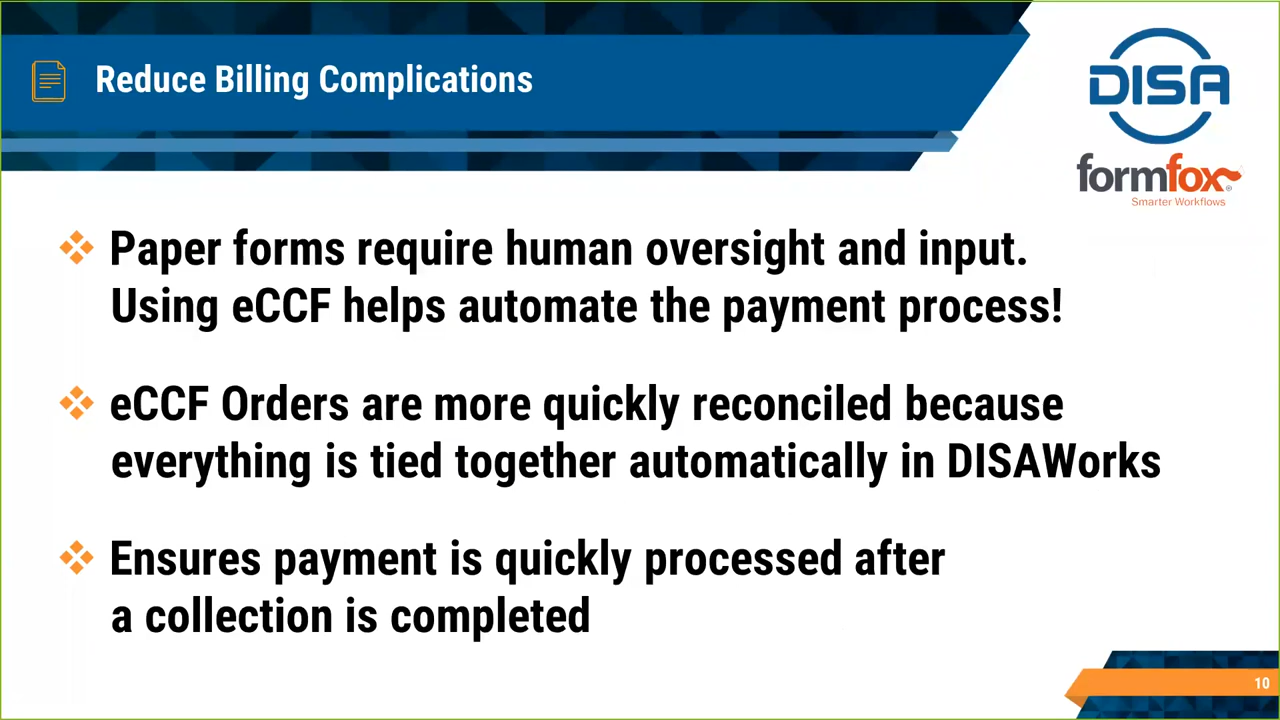 Reduce Billing Complications
DISA
formfox®
Smarter Workflows
Paper forms require human oversight and input.
Using eCCF helps automate the payment process!
eCCF Orders are more quickly reconciled because
everything is tied together automatically in DISAWorks
Ensures payment is quickly processed after
a collection is completed
10